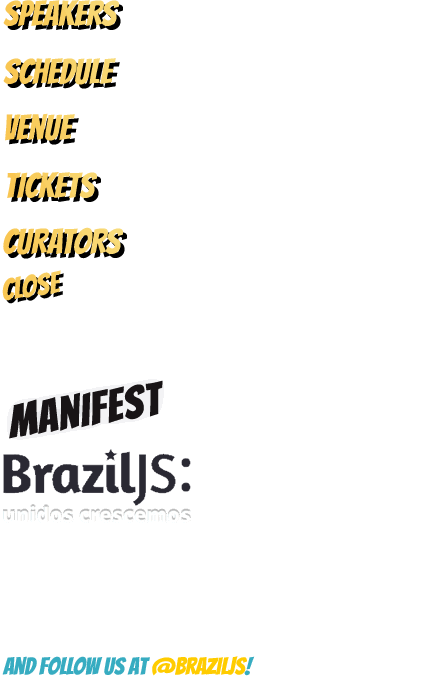 SPEAKERS
SCHEDULE
VENUE
TICKETS
CURATORS
CLOSE
MANIFEST
BrazilJS:
unidos crescemos
AND FOLLOW US AT @BRAZILJS!